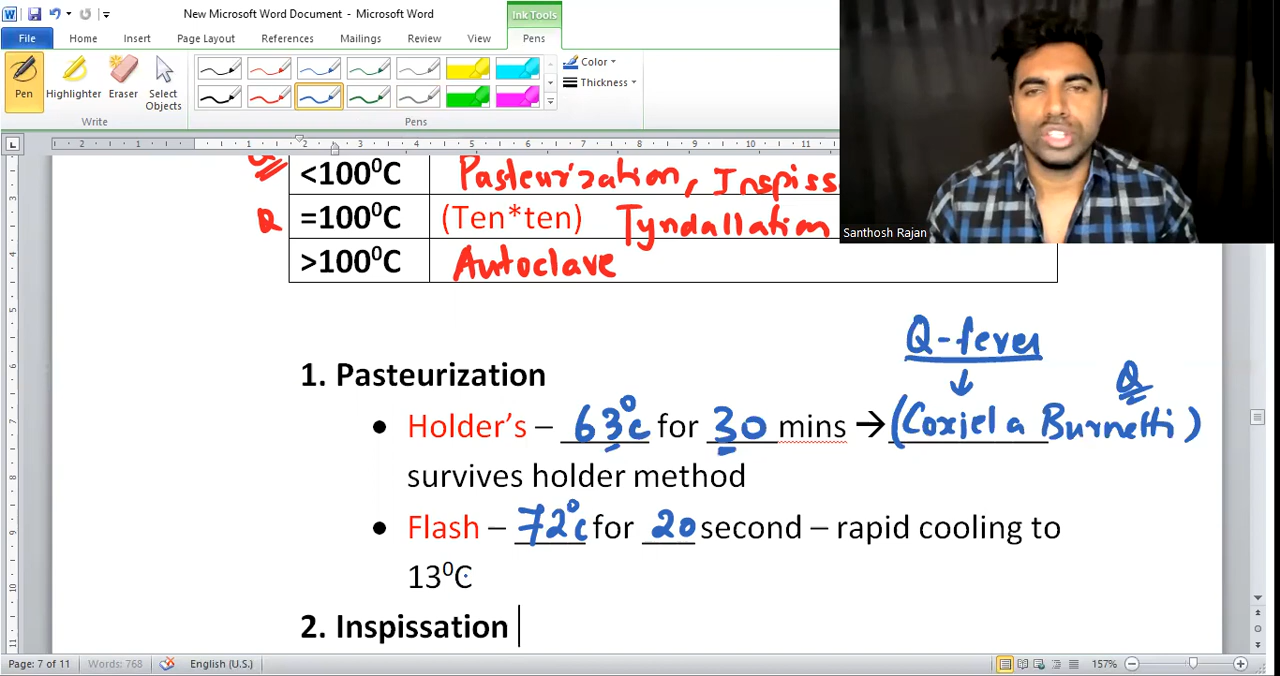 New Microsoft Word Document - Microsoft Word
Ink Tools
File Home Insert Page Layout References Mailings Review View Pens
Pen Highlighter Eraser Select Objects
Color
Thickness
Write
Pens
<100⁰C Pasteurization, Inspiss
Q =100⁰C (Ten*ten) Tyndallation
Santhosh Rajan
>100⁰C Autoclave
Q-fever
↓
Q
1. Pasteurization
• Holder's – 63°c for 30 mins → (Coxiela Burnetti)
survives holder method
• Flash – 72°c for 20 second – rapid cooling to
13⁰C
2. Inspissation
Page: 7 of 11 Words: 768 English (U.S.) 157%